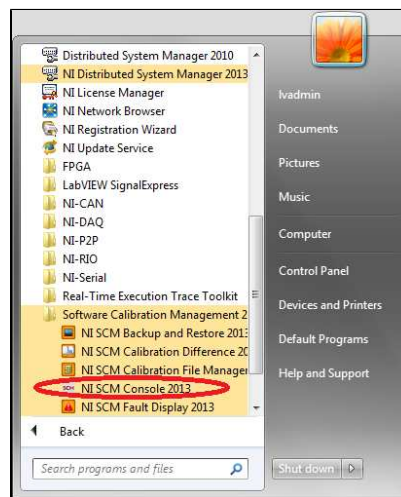 Distributed System Manager 2010
NI Distributed System Manager 2013
NI License Manager
NI Network Browser
NI Registration Wizard
NI Update Service
FPGA
LabVIEW SignalExpress
NI-CAN
NI-DAQ
NI-P2P
NI-RIO
NI-Serial
Real-Time Execution Trace Toolkit
Software Calibration Management 2
NI SCM Backup and Restore 2013
NI SCM Calibration Difference 20
NI SCM Calibration File Manager
SCM NI SCM Console 2013
NI SCM Fault Display 2013
Back
Search programs and files
lvadmin
Documents
Pictures
Music
Computer
Control Panel
Devices and Printers
Default Programs
Help and Support
Shut down